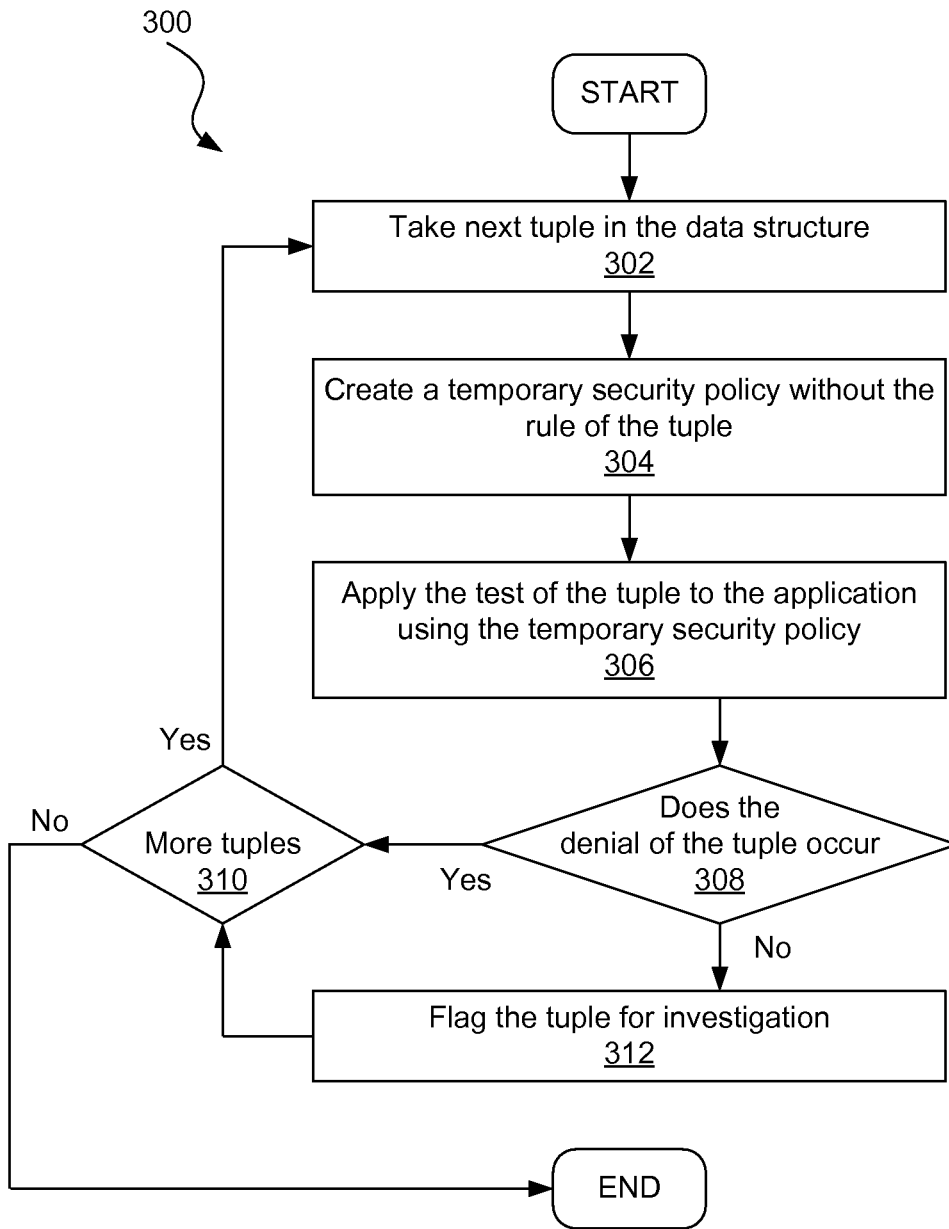 300
START
Take next tuple in the data structure
302
Create a temporary security policy without the
rule of the tuple
304
Apply the test of the tuple to the application
using the temporary security policy
306
Yes
No
More tuples
310
Does the
denial of the tuple occur
308
Yes
No
Flag the tuple for investigation
312
END